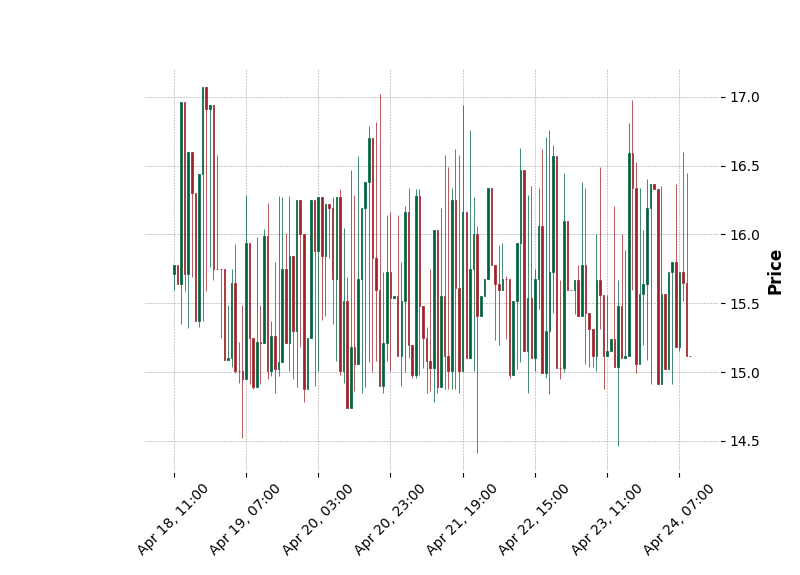 17.0
16.5
16.0
15.5
15.0
14.5
Price
Apr 18, 11:00
Apr 19, 07:00
Apr 20, 03:00
Apr 20, 23:00
Apr 21, 19:00
Apr 22, 15:00
Apr 23, 11:00
Apr 24, 07:00